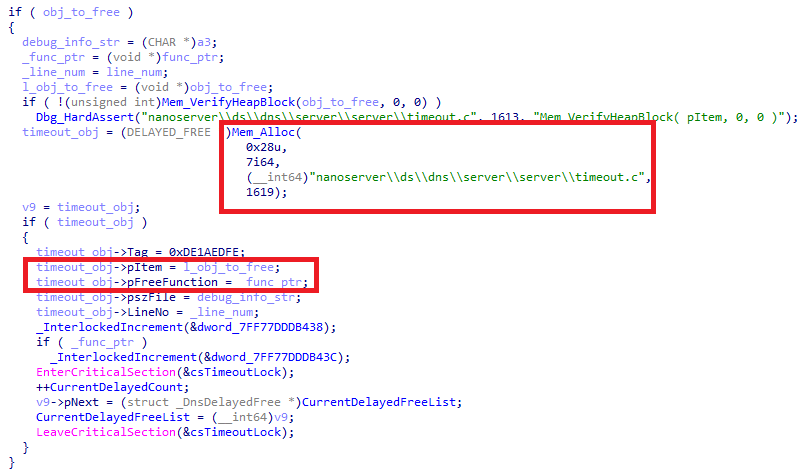 if ( obj_to_free )
{
debug_info_str = (CHAR *)a3;
_func_ptr = (void *)func_ptr;
_line_num = line_num;
l_obj_to_free = (void *)obj_to_free;
if ( !(unsigned int)Mem_VerifyHeapBlock(obj_to_free, 0, 0) )
Dbg_HardAssert("nanoserver\\ds\\dns\\server\\server\\timeout.c", 1613, "Mem_VerifyHeapBlock( pItem, 0, 0 )");
timeout_obj = (DELAYED_FREE )Mem_Alloc(
0x28u,
7i64,
(__int64)"nanoserver\\ds\\dns\\server\\server\\timeout.c",
1619);
v9 = timeout_obj;
if ( timeout_obj )
{
timeout_obj->Tag = 0xDE1AEDFE;
timeout_obj->pItem = l_obj_to_free;
timeout_obj->pFreeFunction = _func_ptr;
timeout_obj->pszFile = debug_info_str;
timeout_obj->LineNo = _line_num;
_InterlockedIncrement(&dword_7FF77DDDB438);
if ( _func_ptr )
_InterlockedIncrement(&dword_7FF77DDDB43C);
EnterCriticalSection(&csTimeoutLock);
++CurrentDelayedCount;
v9->pNext = (struct _DnsDelayedFree *)CurrentDelayedFreeList;
CurrentDelayedFreeList = (__int64)v9;
LeaveCriticalSection(&csTimeoutLock);
}
}